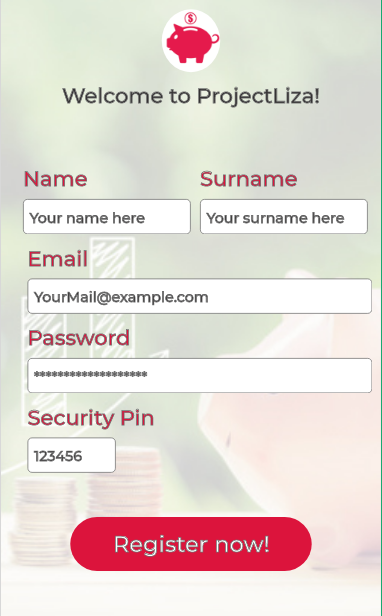 $
Welcome to ProjectLiza!
Name Surname
Your name here Your surname here
Email
YourMail@example.com
Password
*******************
Security Pin
123456
Register now!